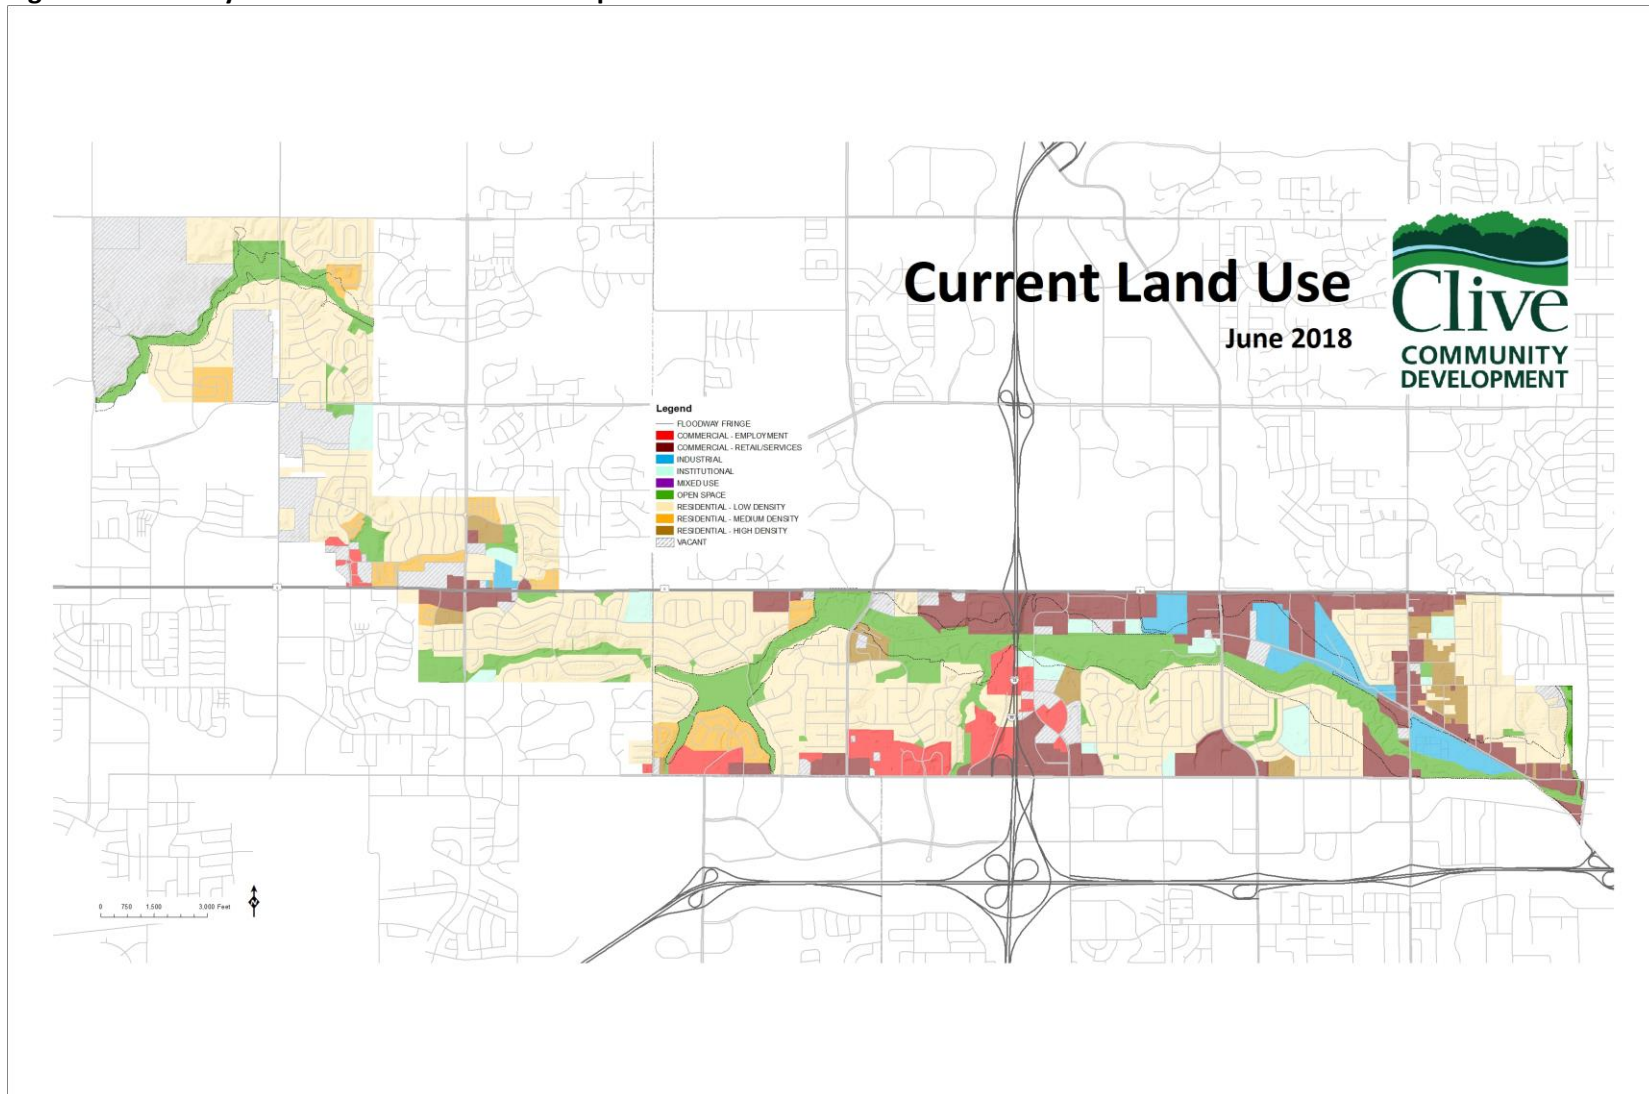 Current Land Use
June 2018
Clive
COMMUNITY
DEVELOPMENT
Legend
FLOODWAY FRINGE
COMMERCIAL - EMPLOYMENT
COMMERCIAL - RETAIL/SERVICES
INDUSTRIAL
INSTITUTIONAL
MIXED USE
OPEN SPACE
RESIDENTIAL - LOW DENSITY
RESIDENTIAL - MEDIUM DENSITY
RESIDENTIAL - HIGH DENSITY
VACANT
0 750 1,500 3,000 Feet
N